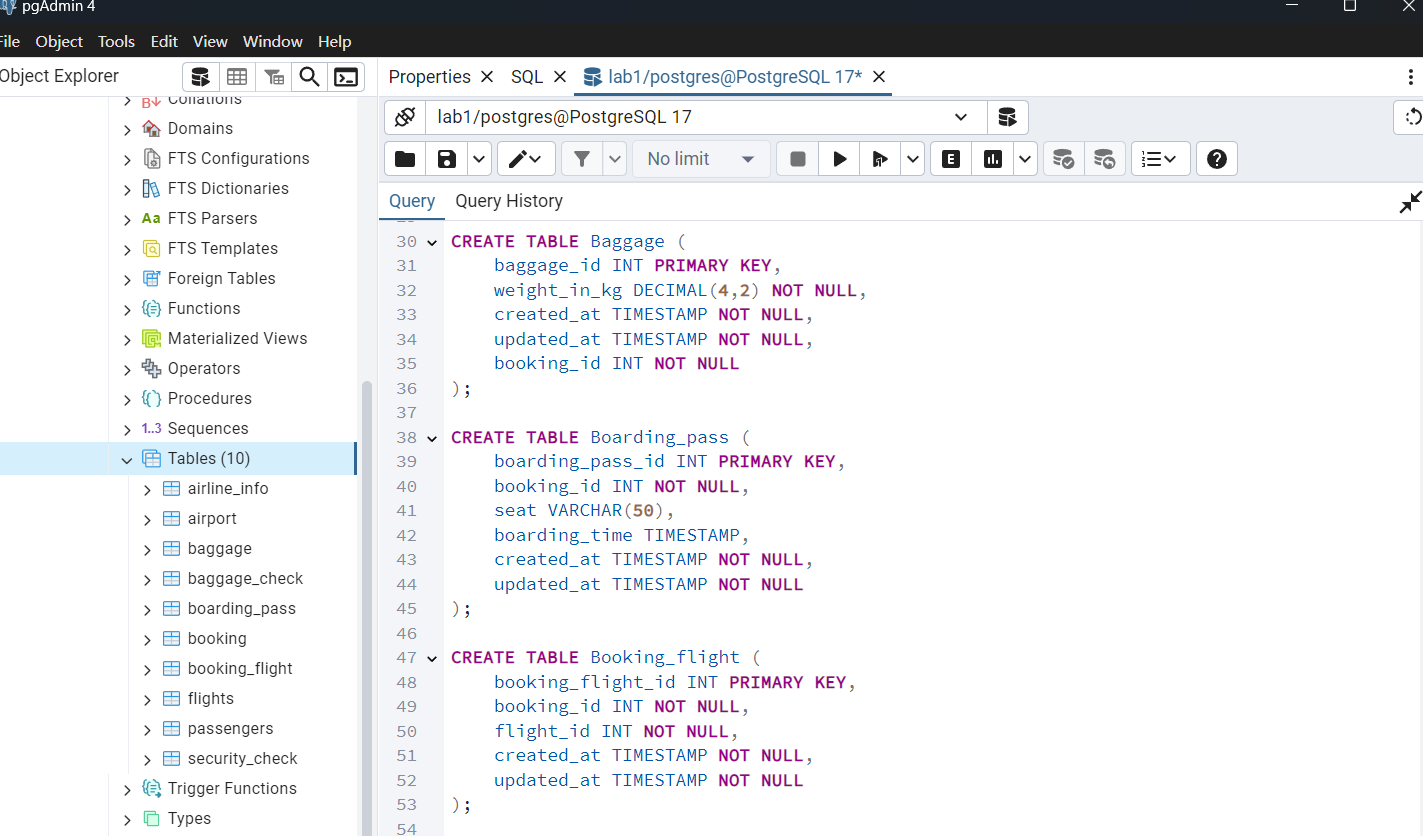 pgAdmin 4
File Object Tools Edit View Window Help
Object Explorer
Properties SQL lab1/postgres@PostgreSQL 17*
lab1/postgres@PostgreSQL 17
No limit
E
Query Query History
Collations
Domains
FTS Configurations
FTS Dictionaries
Aa FTS Parsers
FTS Templates
Foreign Tables
Functions
Materialized Views
Operators
Procedures
1..3 Sequences
Tables (10)
airline_info
airport
baggage
baggage_check
boarding_pass
booking
booking_flight
flights
passengers
security_check
Trigger Functions
Types
30 CREATE TABLE Baggage (
31 baggage_id INT PRIMARY KEY,
32 weight_in_kg DECIMAL(4,2) NOT NULL,
33 created_at TIMESTAMP NOT NULL,
34 updated_at TIMESTAMP NOT NULL,
35 booking_id INT NOT NULL
36 );
37
38 CREATE TABLE Boarding_pass (
39 boarding_pass_id INT PRIMARY KEY,
40 booking_id INT NOT NULL,
41 seat VARCHAR(50),
42 boarding_time TIMESTAMP,
43 created_at TIMESTAMP NOT NULL,
44 updated_at TIMESTAMP NOT NULL
45 );
46
47 CREATE TABLE Booking_flight (
48 booking_flight_id INT PRIMARY KEY,
49 booking_id INT NOT NULL,
50 flight_id INT NOT NULL,
51 created_at TIMESTAMP NOT NULL,
52 updated_at TIMESTAMP NOT NULL
53 );
54